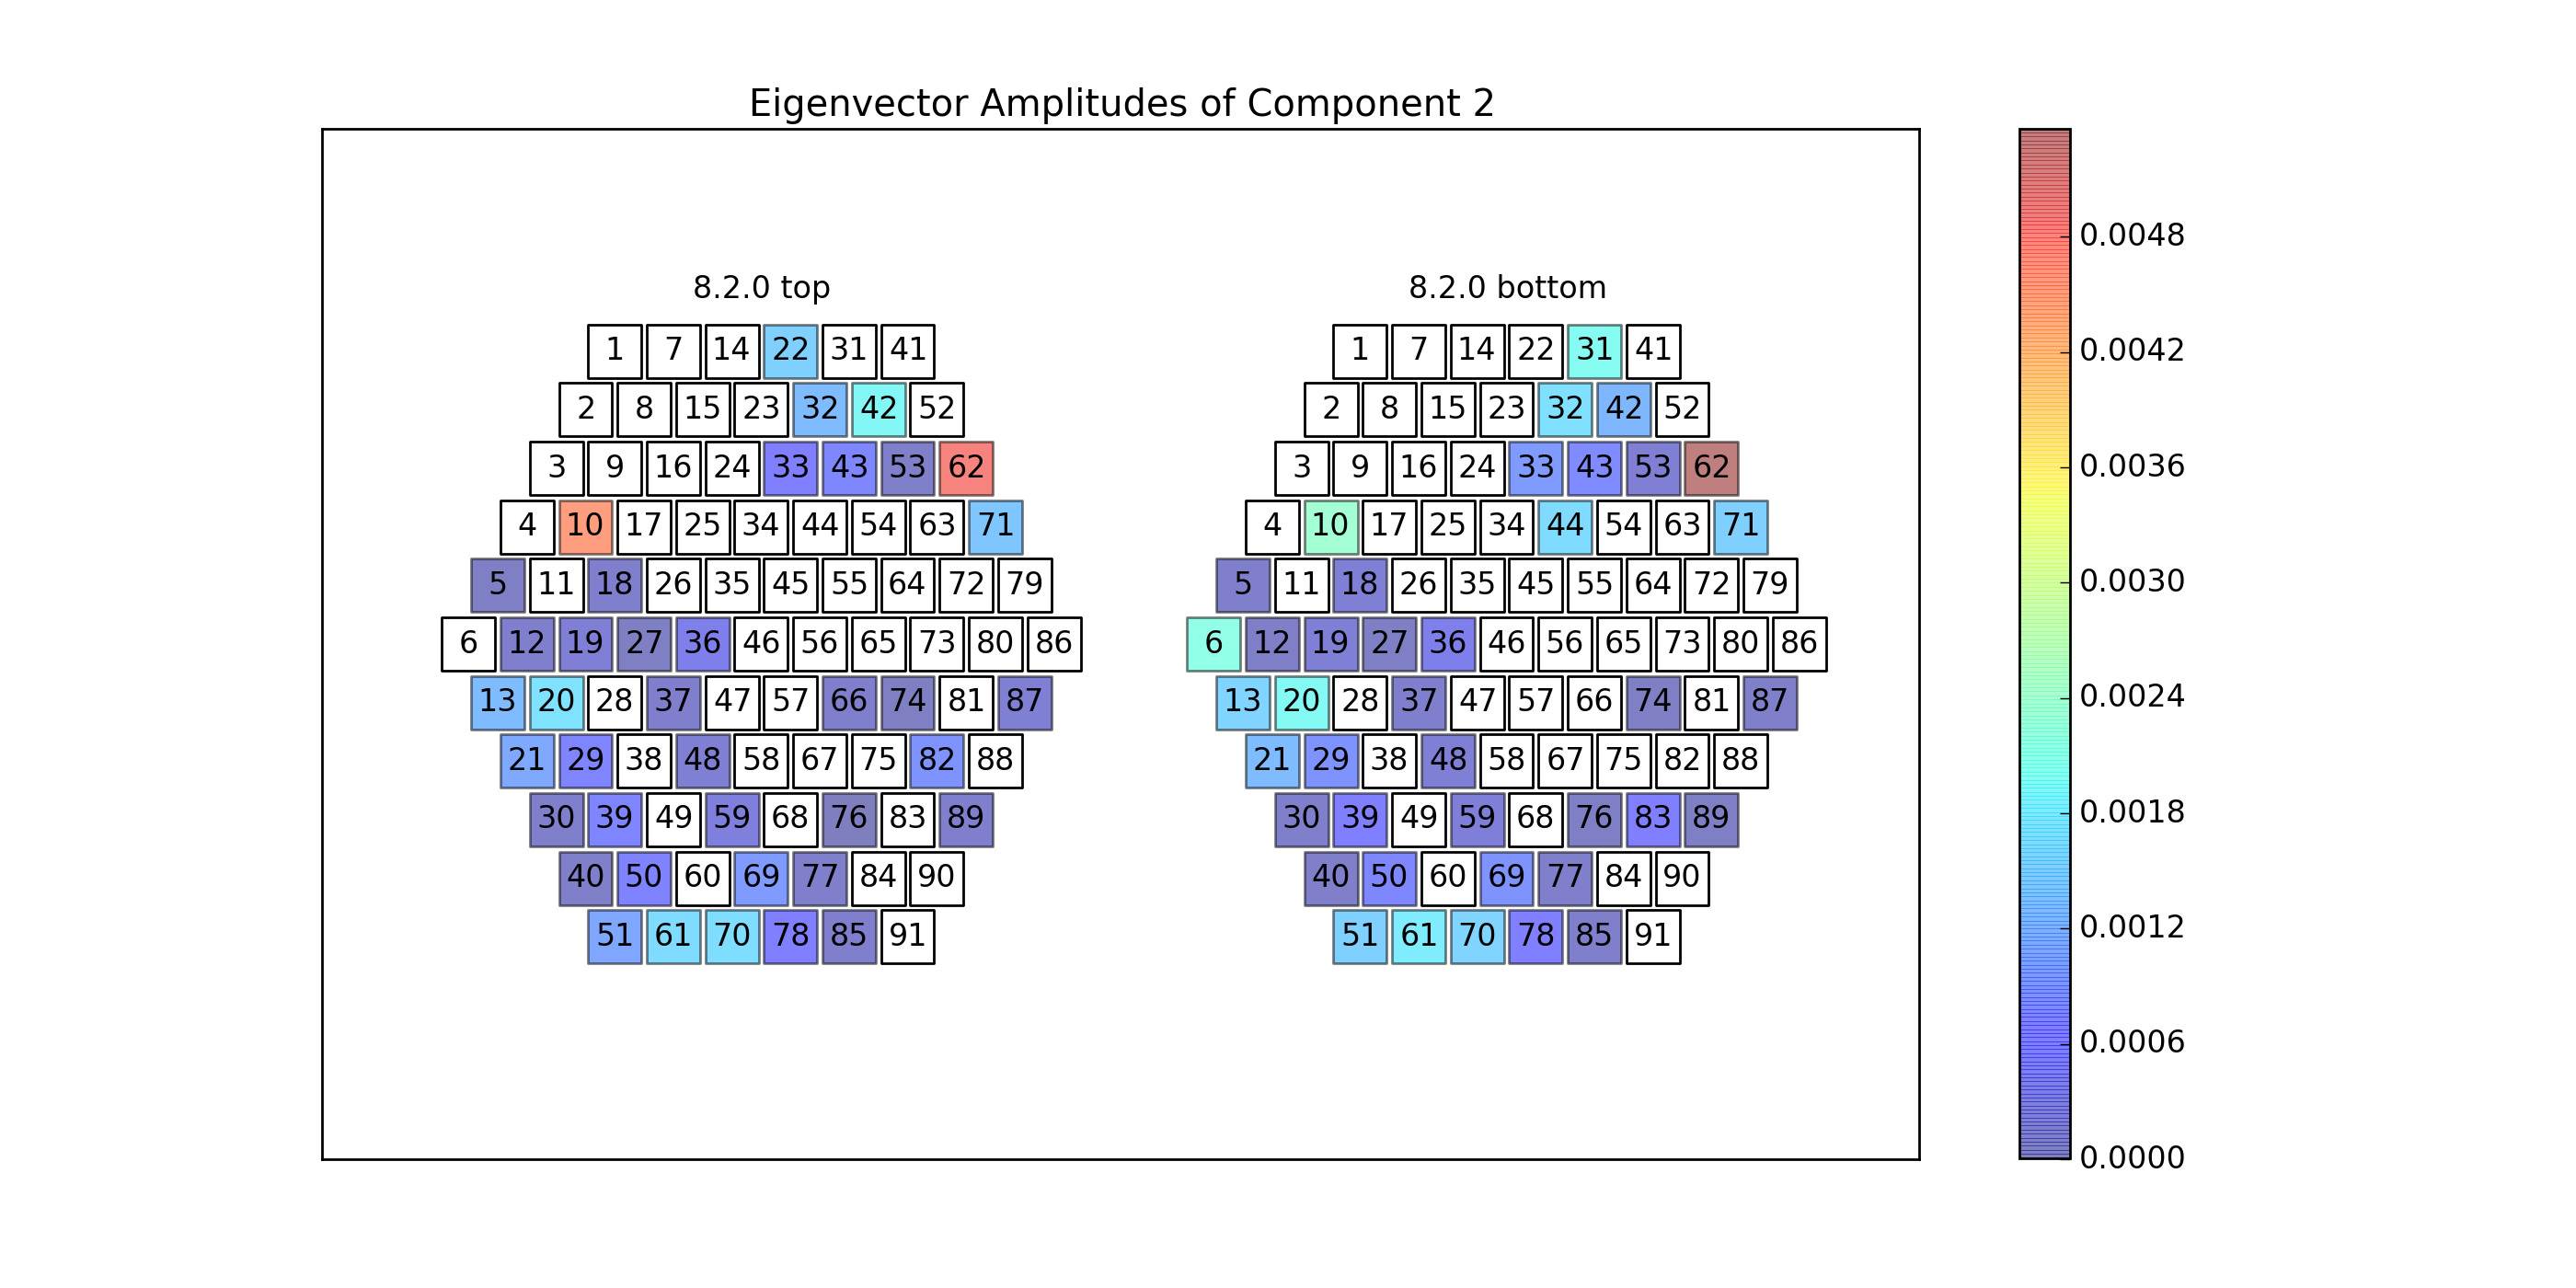 Eigenvector Amplitudes of Component 2
8.2.0 top
1 7 14 22 31 41
2 8 15 23 32 42 52
3 9 16 24 33 43 53 62
4 10 17 25 34 44 54 63 71
5 11 18 26 35 45 55 64 72 79
6 12 19 27 36 46 56 65 73 80 86
13 20 28 37 47 57 66 74 81 87
21 29 38 48 58 67 75 82 88
30 39 49 59 68 76 83 89
40 50 60 69 77 84 90
51 61 70 78 85 91
8.2.0 bottom
1 7 14 22 31 41
2 8 15 23 32 42 52
3 9 16 24 33 43 53 62
4 10 17 25 34 44 54 63 71
5 11 18 26 35 45 55 64 72 79
6 12 19 27 36 46 56 65 73 80 86
13 20 28 37 47 57 66 74 81 87
21 29 38 48 58 67 75 82 88
30 39 49 59 68 76 83 89
40 50 60 69 77 84 90
51 61 70 78 85 91
0.0048
0.0042
0.0036
0.0030
0.0024
0.0018
0.0012
0.0006
0.0000